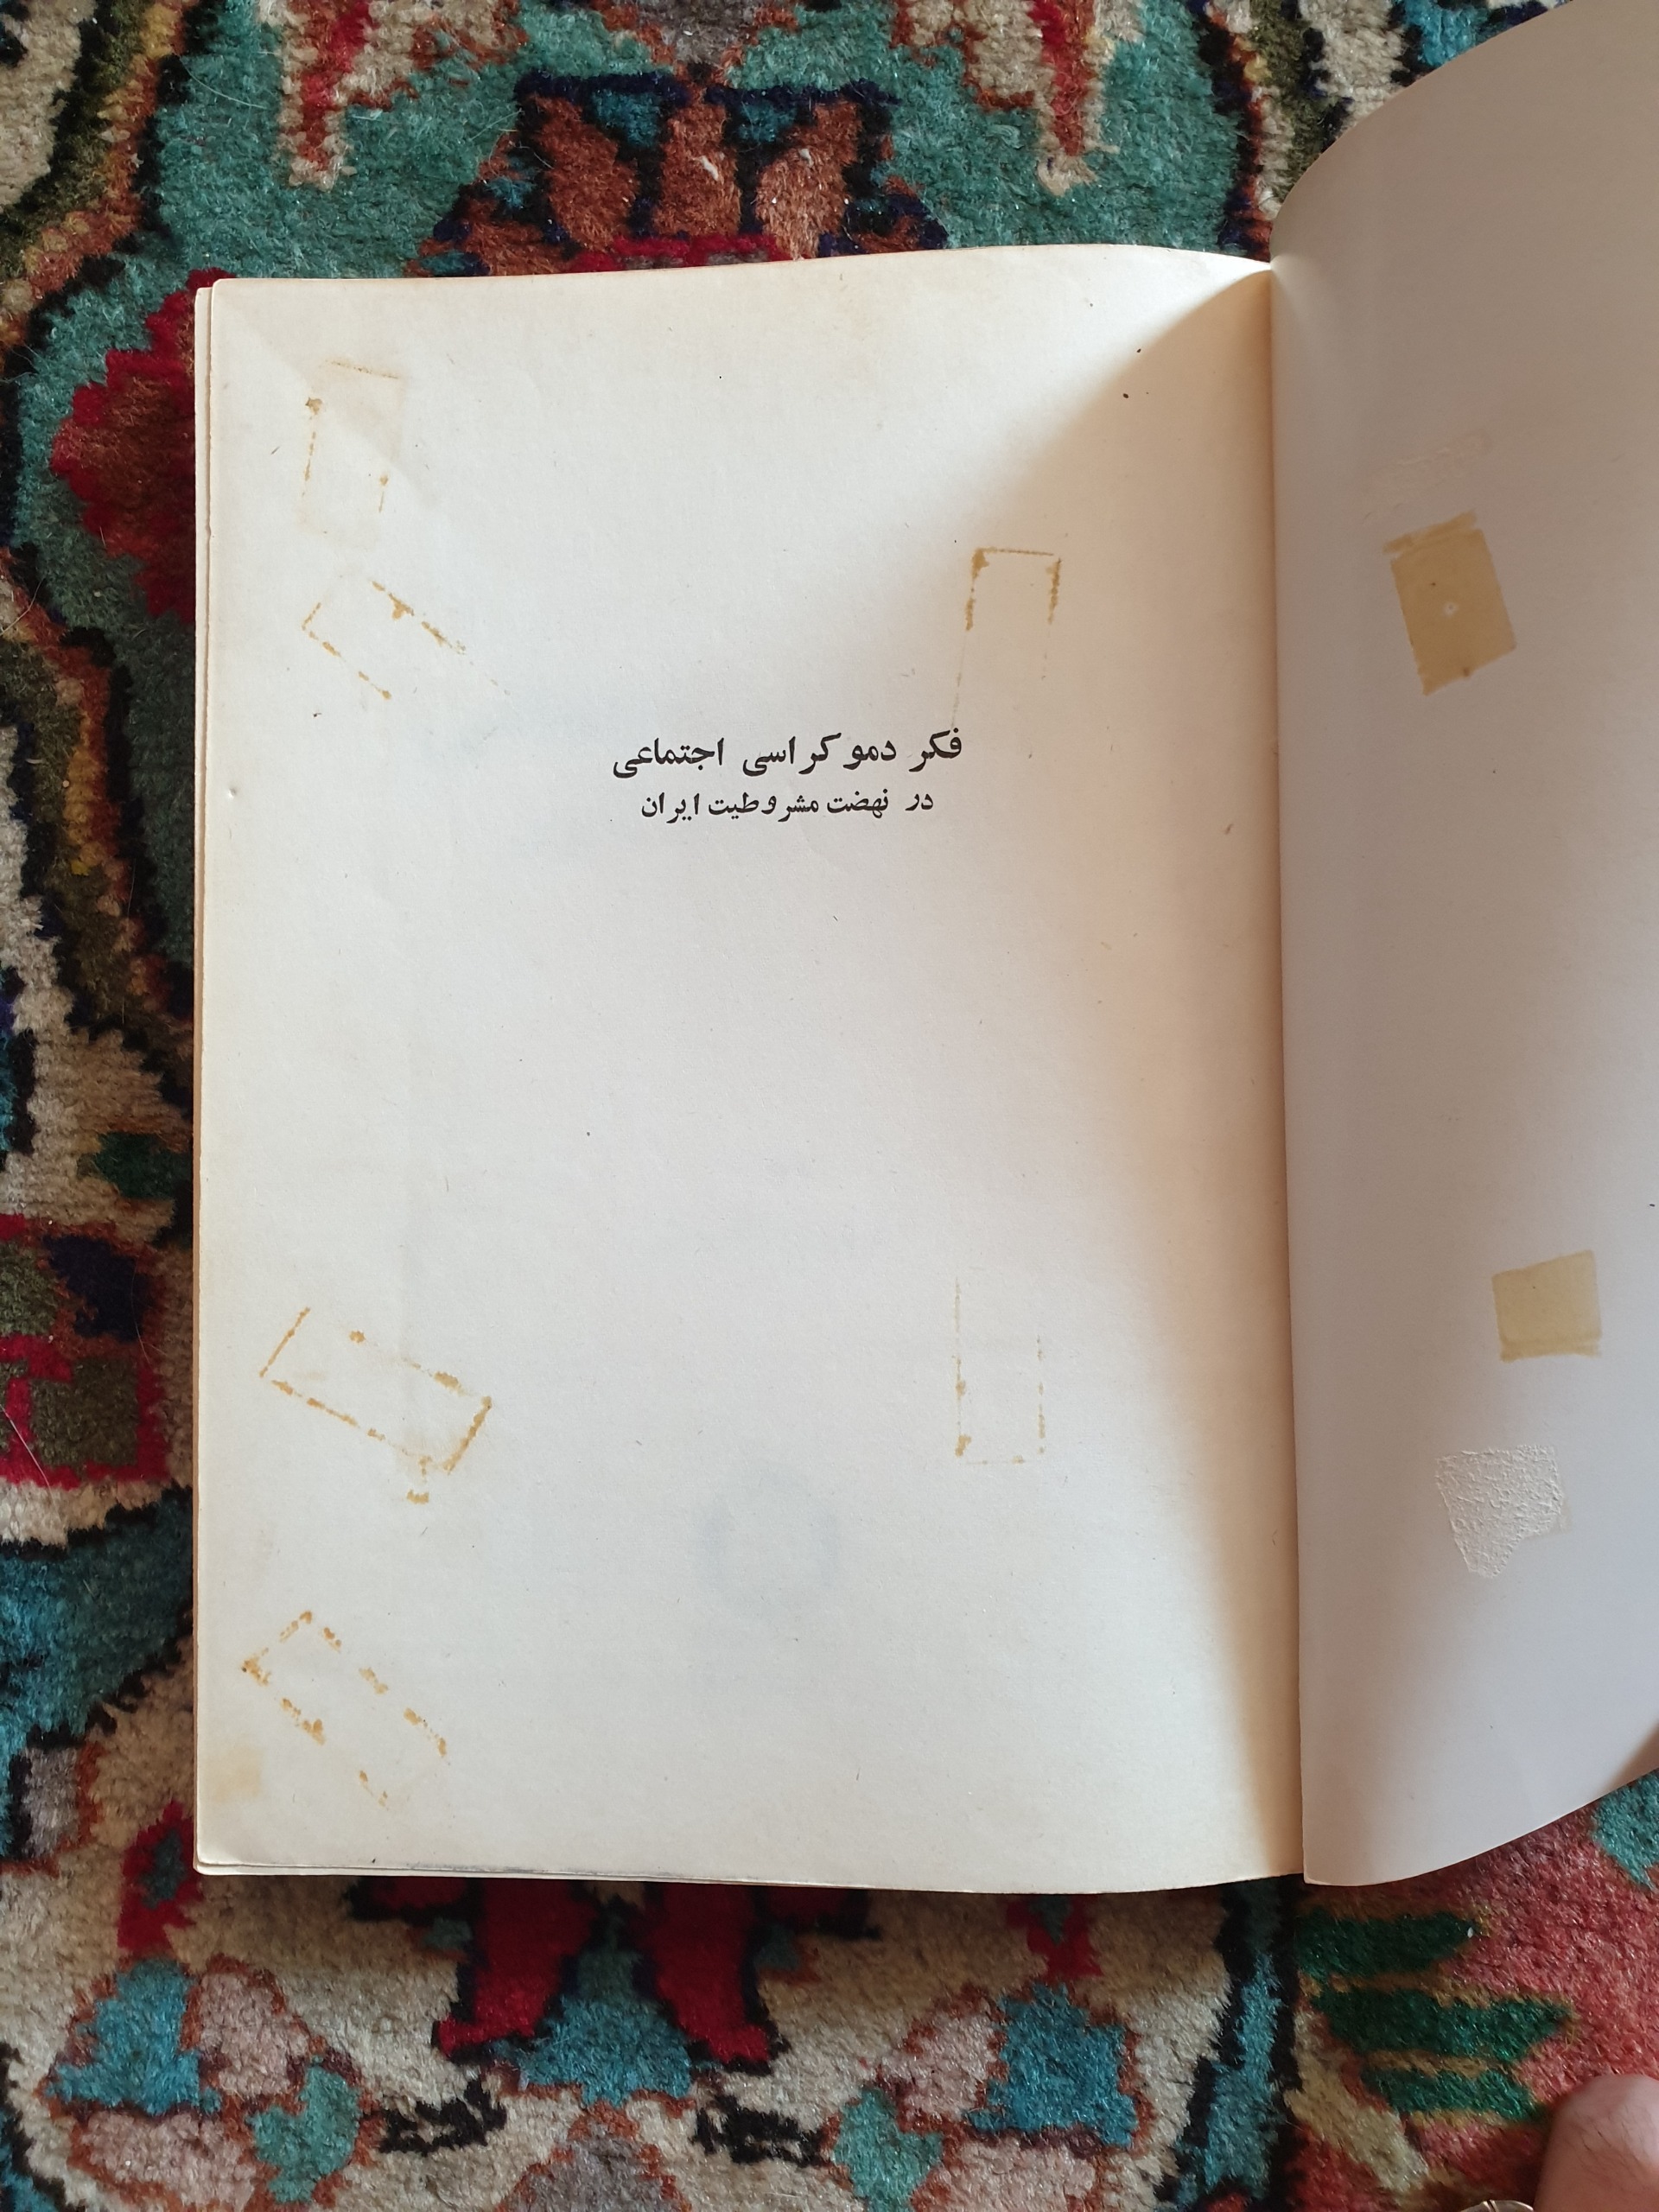 فکر دموکراسی اجتماعی
در نهضت مشروطیت ایران